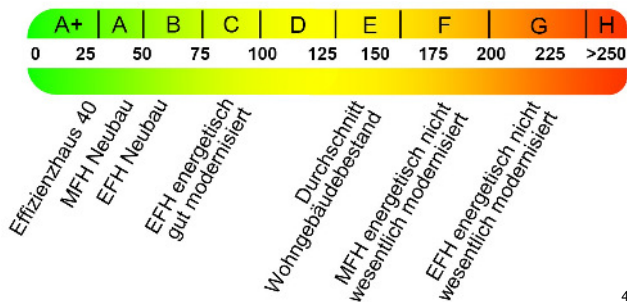 A+ A B C D E F G H
0 25 50 75 100 125 150 175 200 225 >250
Effizienzhaus 40
MFH Neubau
EFH Neubau
EFH energetisch
gut modernisiert
Durchschnitt
Wohngebäudebestand
MFH energetisch nicht
wesentlich modernisiert
EFH energetisch nicht
wesentlich modernisiert
4